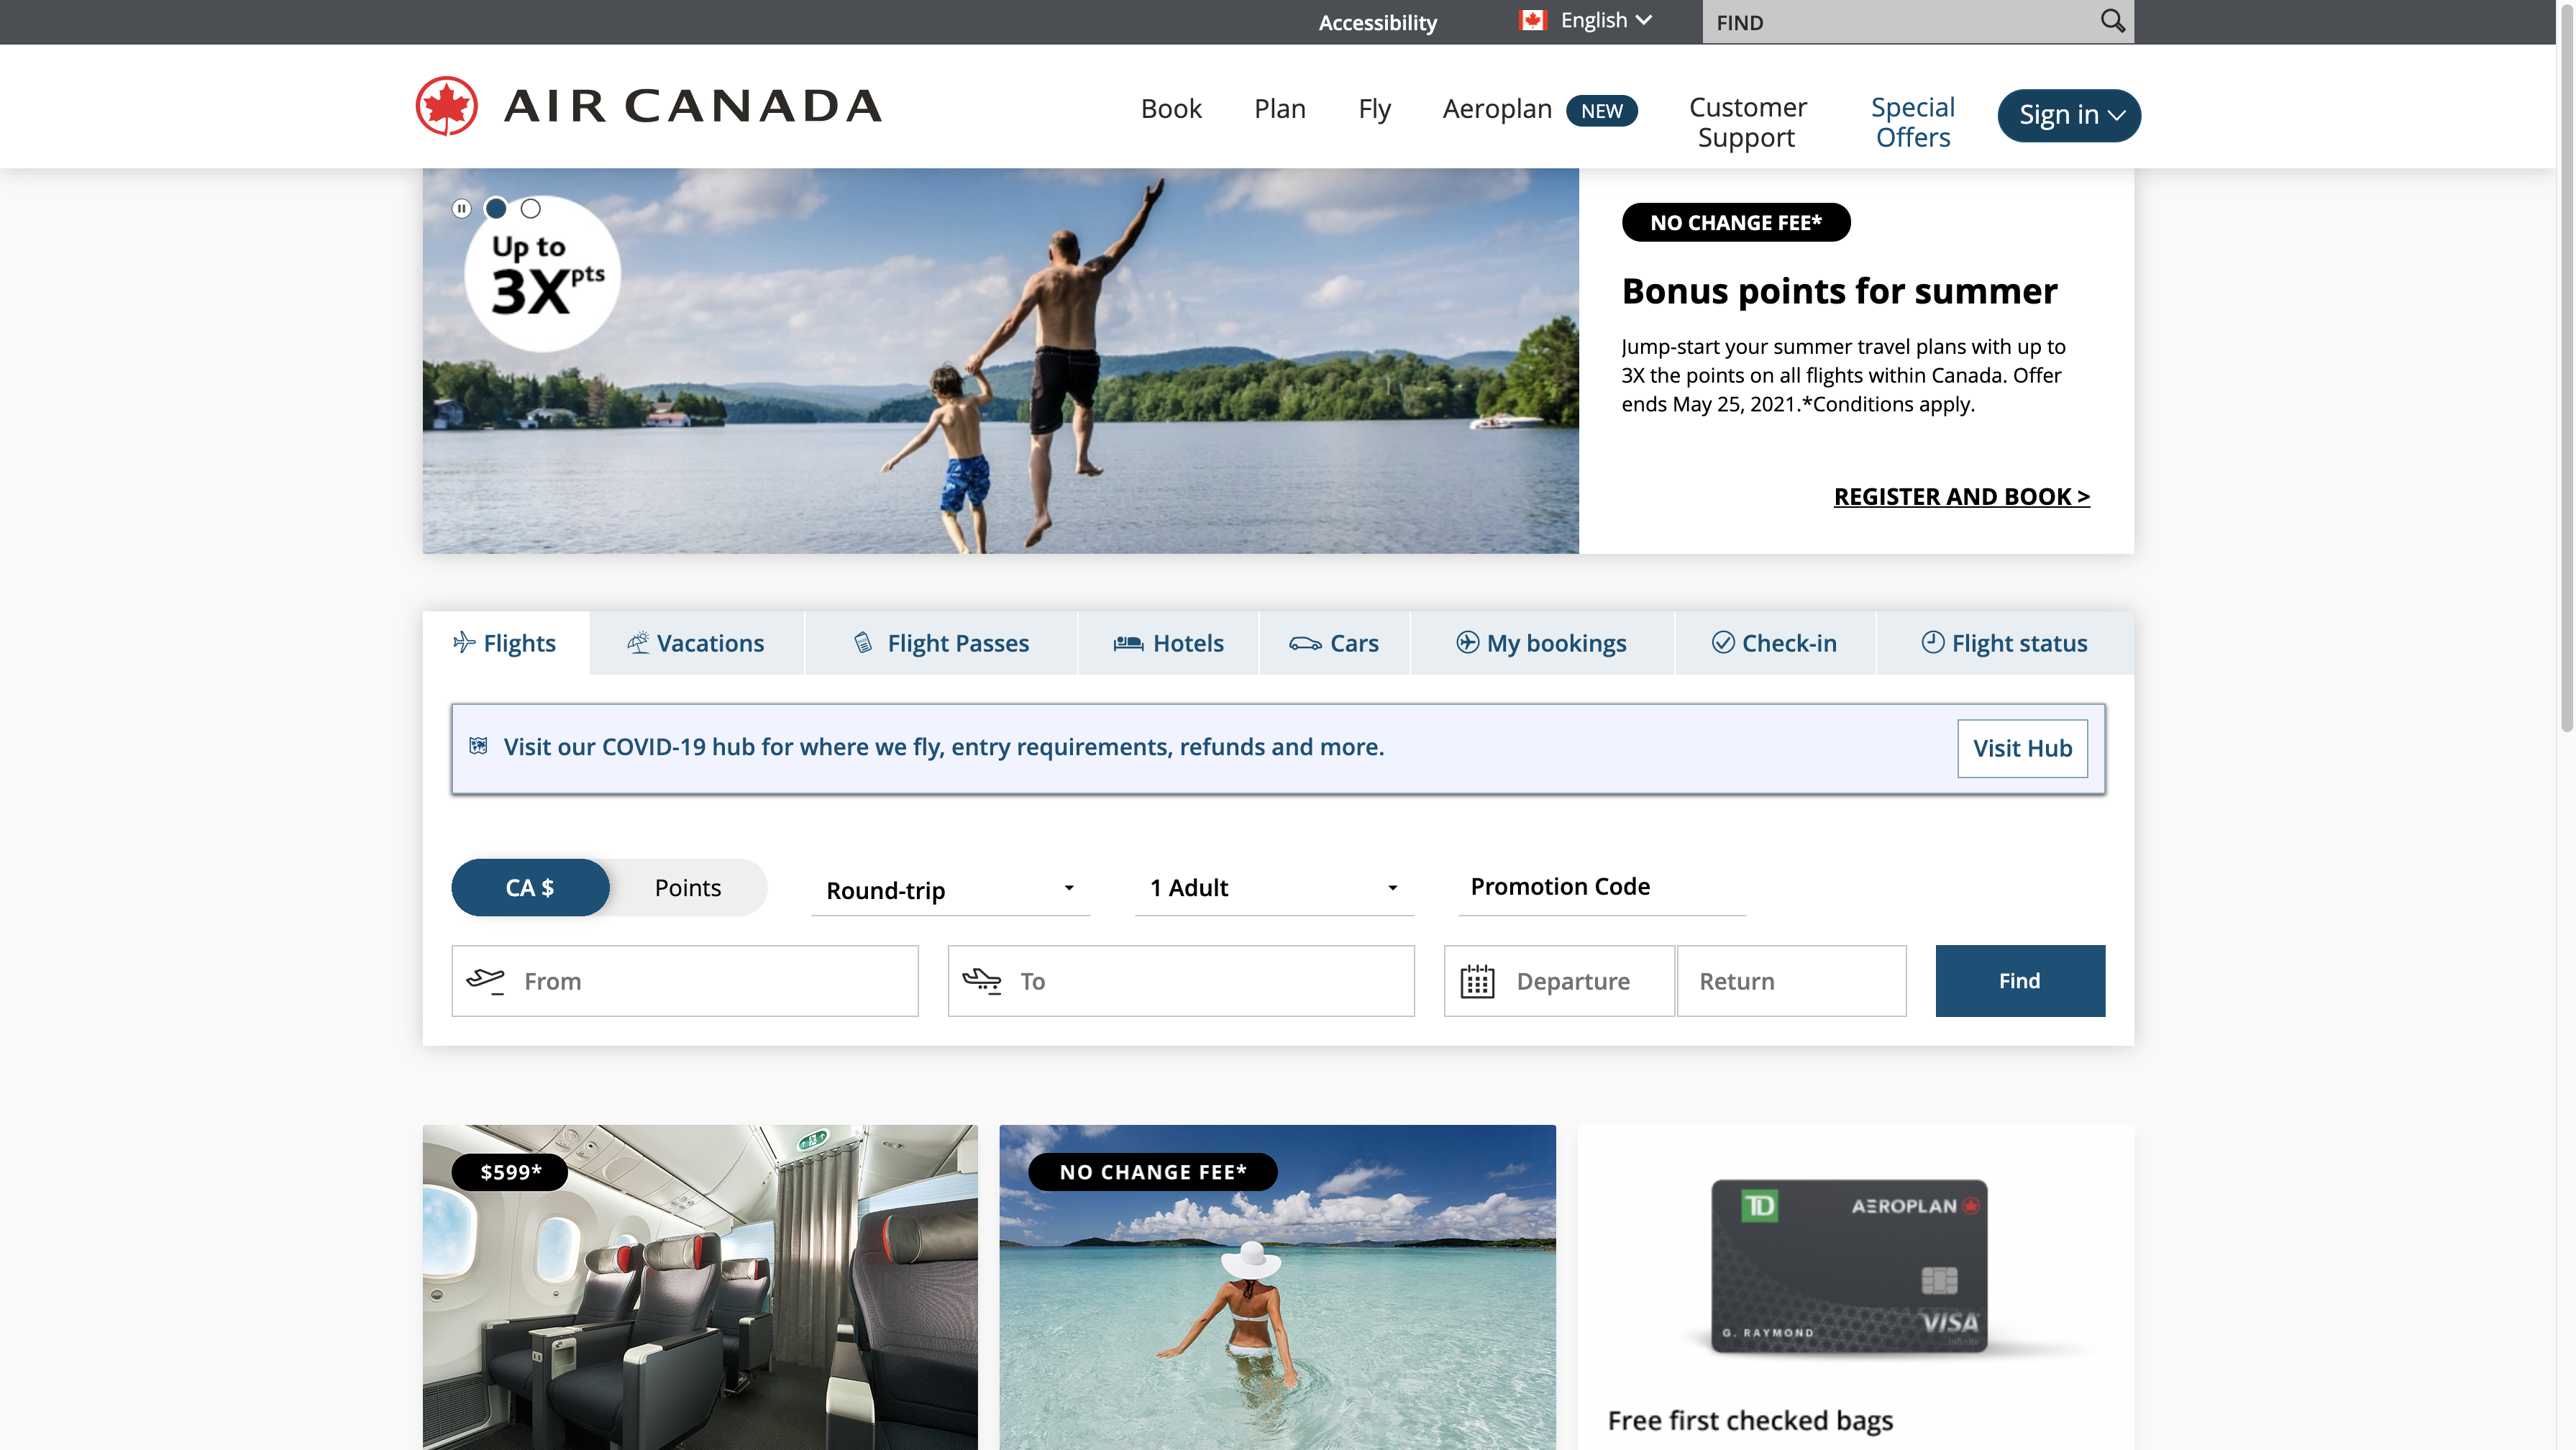 Accessibility
English
FIND
AIR CANADA
Book
Plan
Fly
Aeroplan
NEW
Customer
Support
Special
Offers
Sign in
Up to
3X pts
NO CHANGE FEE*
Bonus points for summer
Jump-start your summer travel plans with up to
3X the points on all flights within Canada. Offer
ends May 25, 2021.*Conditions apply.
REGISTER AND BOOK >
Flights
Vacations
Flight Passes
Hotels
Cars
My bookings
Check-in
Flight status
Visit our COVID-19 hub for where we fly, entry requirements, refunds and more.
Visit Hub
CA $
Points
Round-trip
1 Adult
Promotion Code
From
To
Departure
Return
Find
$599*
NO CHANGE FEE*
TD
AEROPLAN
G. RAYMOND
VISA
Infinite
Free first checked bags